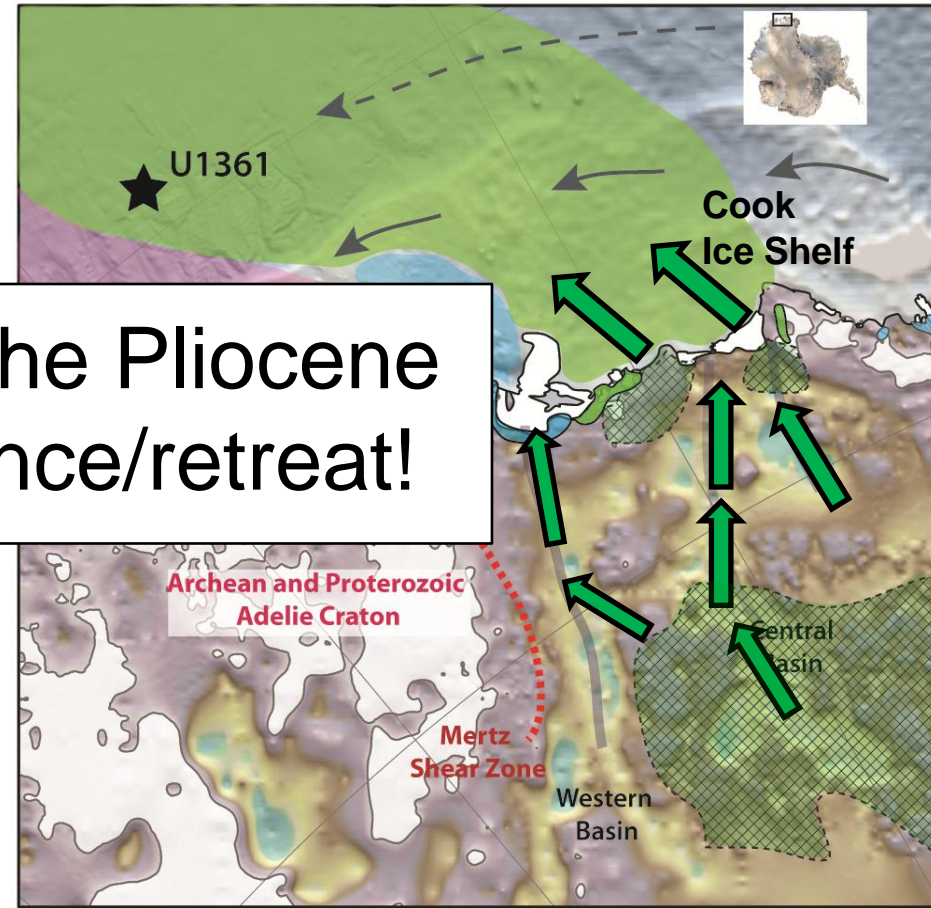 U1361
Cook
Ice Shelf
he Pliocene
nce/retreat!
Archean and Proterozoic
Adelie Craton
Central
Basin
Mertz
Shear Zone
Western
Basin